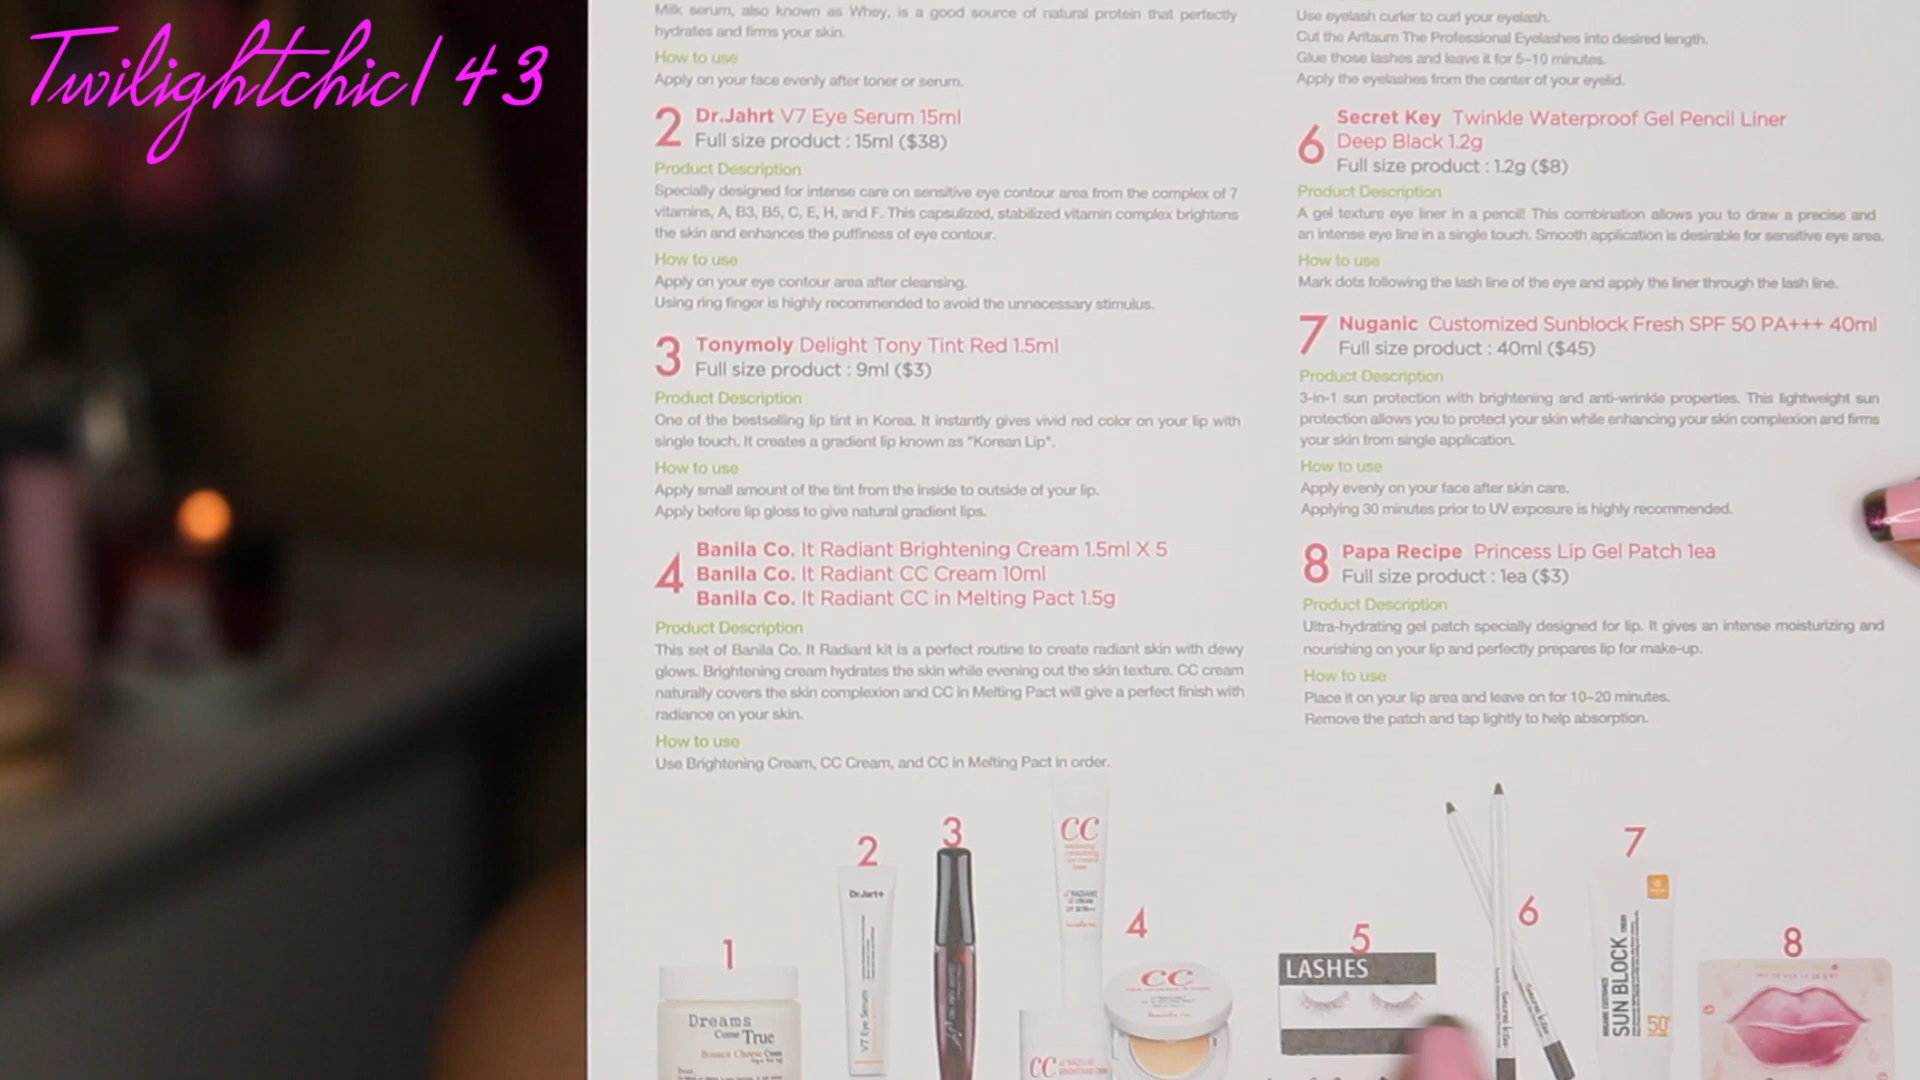 Twilightchic143
Milk serum, also known as Whey, is a good source of natural protein that perfectly
hydrates and firms your skin.
How to use
Apply on your face evenly after toner or serum.
2 Dr.Jahrt V7 Eye Serum 15ml
Full size product : 15ml ($38)
Product Description
Specially designed for intense care on sensitive eye contour area from the complex of 7
vitamins, A, B3, B5, C, E, H, and F. This capsulized, stabilized vitamin complex brightens
the skin and enhances the puffiness of eye contour.
How to use
Apply on your eye contour area after cleansing.
Using ring finger is highly recommended to avoid the unnecessary stimulus.
3 Tonymoly Delight Tony Tint Red 1.5ml
Full size product : 9ml ($3)
Product Description
One of the bestselling lip tint in Korea. It instantly gives vivid red color on your lip with
single touch. It creates a gradient lip known as "Korean Lip".
How to use
Apply small amount of the tint from the inside to outside of your lip.
Apply before lip gloss to give natural gradient lips.
4 Banila Co. It Radiant Brightening Cream 1.5ml X 5
Banila Co. It Radiant CC Cream 10ml
Banila Co. It Radiant CC in Melting Pact 1.5g
Product Description
This set of Banila Co. It Radiant kit is a perfect routine to create radiant skin with dewy
glows. Brightening cream hydrates the skin while evening out the skin texture. CC cream
naturally covers the skin complexion and CC in Melting Pact will give a perfect finish with
radiance on your skin.
How to use
Use Brightening Cream, CC Cream, and CC in Melting Pact in order.
Use eyelash curler to curl your eyelash.
Cut the Aritaum The Professional Eyelashes into desired length.
Glue those lashes and leave it for 5~10 minutes.
Apply the eyelashes from the center of your eyelid.
6 Secret Key Twinkle Waterproof Gel Pencil Liner
Deep Black 1.2g
Full size product : 1.2g ($8)
Product Description
A gel texture eye liner in a pencil! This combination allows you to draw a precise and
an intense eye line in a single touch. Smooth application is desirable for sensitive eye area.
How to use
Mark dots following the lash line of the eye and apply the liner through the lash line.
7 Nuganic Customized Sunblock Fresh SPF 50 PA+++ 40ml
Full size product : 40ml ($45)
Product Description
3-in-1 sun protection with brightening and anti-wrinkle properties. This lightweight sun
protection allows you to protect your skin while enhancing your skin complexion and firms
your skin from single application.
How to use
Apply evenly on your face after skin care.
Applying 30 minutes prior to UV exposure is highly recommended.
8 Papa Recipe Princess Lip Gel Patch 1ea
Full size product : 1ea ($3)
Product Description
Ultra-hydrating gel patch specially designed for lip. It gives an intense moisturizing and
nourishing on your lip and perfectly prepares lip for make-up.
How to use
Place it on your lip area and leave on for 10~20 minutes.
Remove the patch and tap lightly to help absorption.
1
Dreams
Come True
Bounce Cheese Cream
2
Dr.Jart+
V7 Eye Serum
3
CC
4
CC
CC
5
LASHES
6
7
SUN BLOCK
50
8